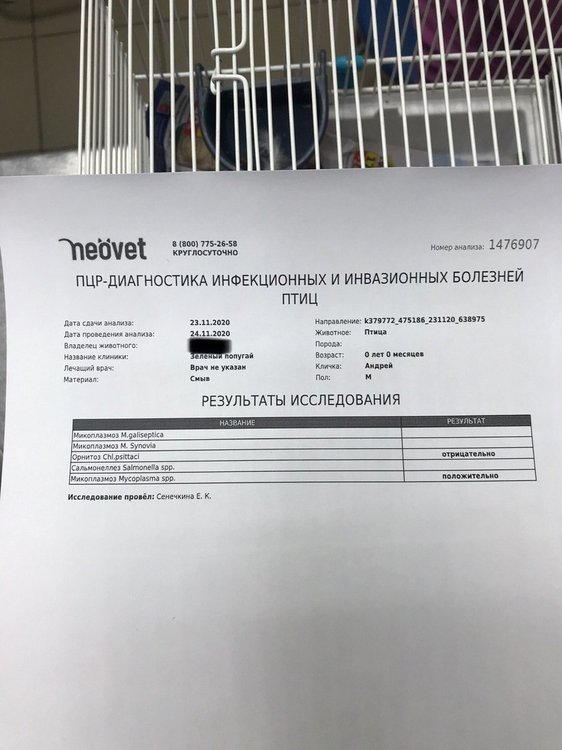 neovet
8 (800) 775-26-58
КРУГЛОСУТОЧНО
Номер анализа: 1476907
ПЦР-ДИАГНОСТИКА ИНФЕКЦИОННЫХ И ИНВАЗИОННЫХ БОЛЕЗНЕЙ
ПТИЦ
Дата сдачи анализа: 23.11.2020
Дата проведения анализа: 24.11.2020
Владелец животного:
Название клиники: Зеленый попугай
Лечащий врач: Врач не указан
Материал: Смыв
Направление: k379772_475186_231120_638975
Животное: Птица
Порода:
Возраст: 0 лет 0 месяцев
Кличка: Андрей
Пол: М
РЕЗУЛЬТАТЫ ИССЛЕДОВАНИЯ
НАЗВАНИЕ РЕЗУЛЬТАТ
Микоплазмоз M.galiseptica
Микоплазмоз M. Synovia
Орнитоз Chl.psittaci отрицательно
Сальмонеллез Salmonella spp.
Микоплазмоз Mycoplasma spp. положительно
Исследование провёл: Сенечкина Е. К.